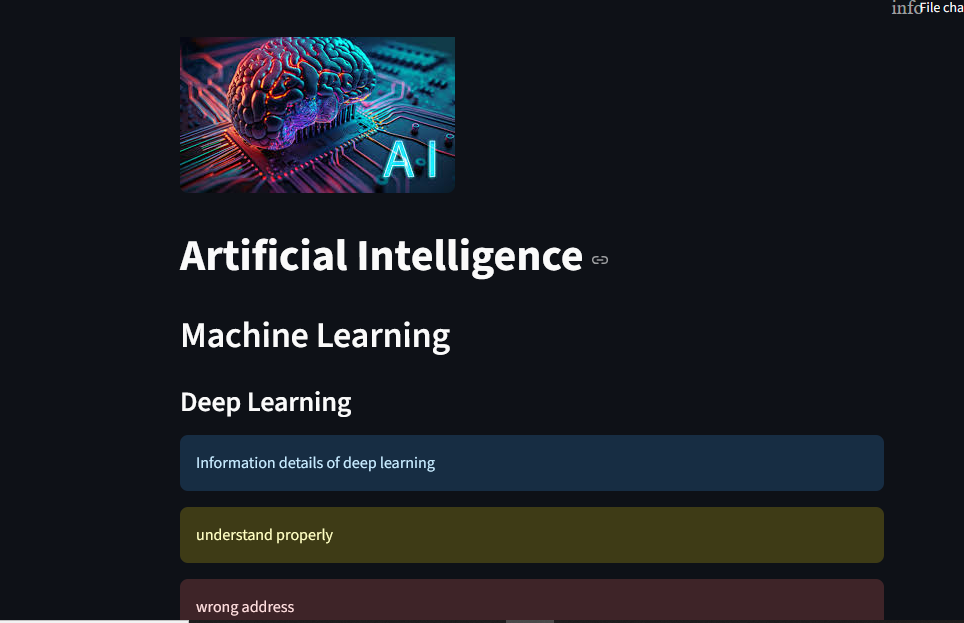 info File cha
AI
Artificial Intelligence
Machine Learning
Deep Learning
Information details of deep learning
understand properly
wrong address